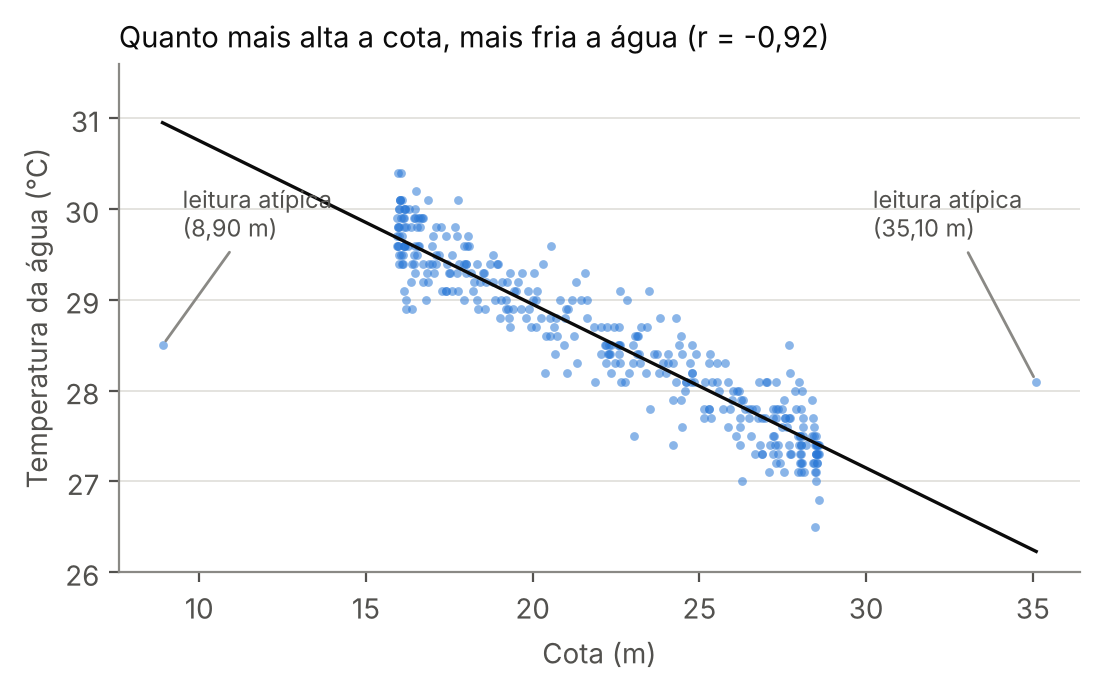 Quanto mais alta a cota, mais fria a água (r = -0,92)
Temperatura da água (°C)
31
30
29
28
27
26
leitura atípica
(8,90 m)
leitura atípica
(35,10 m)
10
15
20
25
30
35
Cota (m)